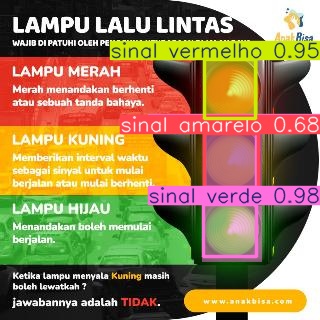 LAMPU LALU LINTAS
WAJIB DI PATUHI OLEH
Anak Bisa
sinal vermelho 0.95
LAMPU MERAH
Merah menandakan berhenti
atau sebuah tanda bahaya.
sinal amarelo 0.68
LAMPU KUNING
Memberikan interval waktu
sebagai sinyal untuk mulai
berjalan atau mulai berhenti.
sinal verde 0.98
LAMPU HIJAU
Menandakan boleh memulai
berjalan.
Ketika lampu menyala Kuning masih
boleh lewatkah ?
jawabannya adalah TIDAK.
www.anakbisa.com